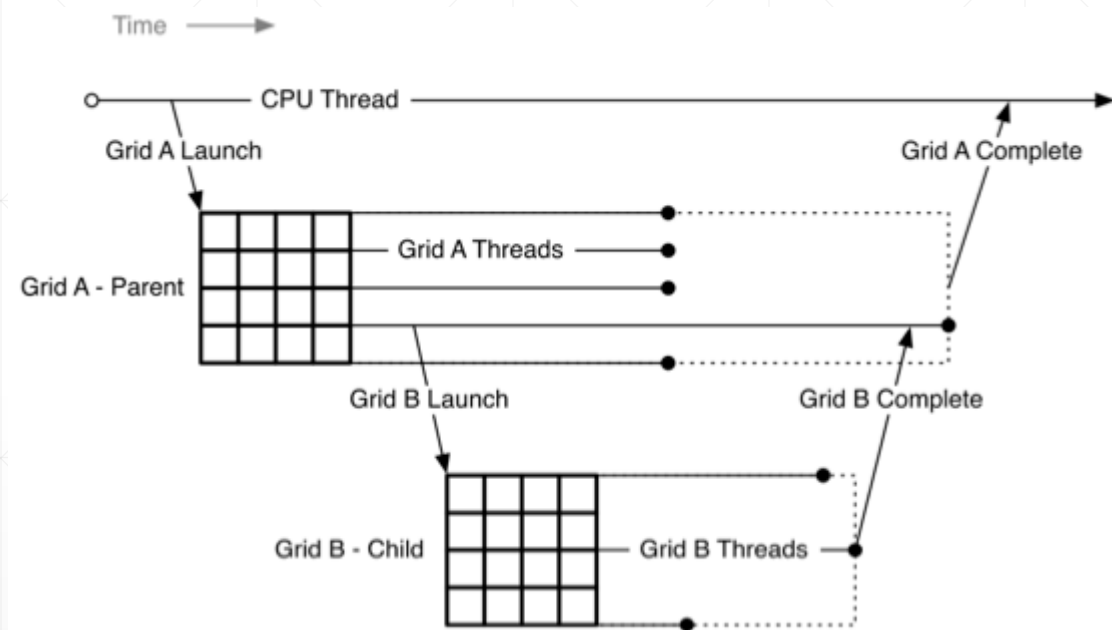 Time
CPU Thread
Grid A Launch
Grid A Complete
Grid A Threads
Grid A - Parent
Grid B Launch
Grid B Complete
Grid B - Child
Grid B Threads